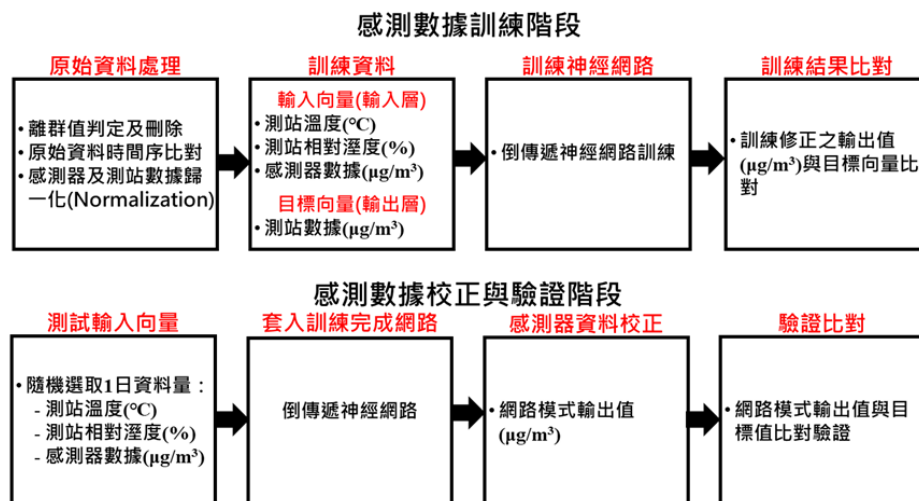 感測數據訓練階段
原始資料處理
• 離群值判定及刪除
• 原始資料時間序比對
• 感測器及測站數據歸
一化(Normalization)
訓練資料
輸入向量(輸入層)
• 測站溫度(°C)
• 測站相對溼度(%)
• 感測器數據(μg/m³)
目標向量(輸出層)
• 測站數據(μg/m³)
訓練神經網路
• 倒傳遞神經網路訓練
訓練結果比對
• 訓練修正之輸出值
(μg/m³)與目標向量比
對
感測數據校正與驗證階段
測試輸入向量
• 隨機選取1日資料量：
- 測站溫度(°C)
- 測站相對溼度(%)
- 感測器數據(μg/m³)
套入訓練完成網路
倒傳遞神經網路
感測器資料校正
• 網路模式輸出值
(μg/m³)
驗證比對
• 網路模式輸出值與目
標值比對驗證